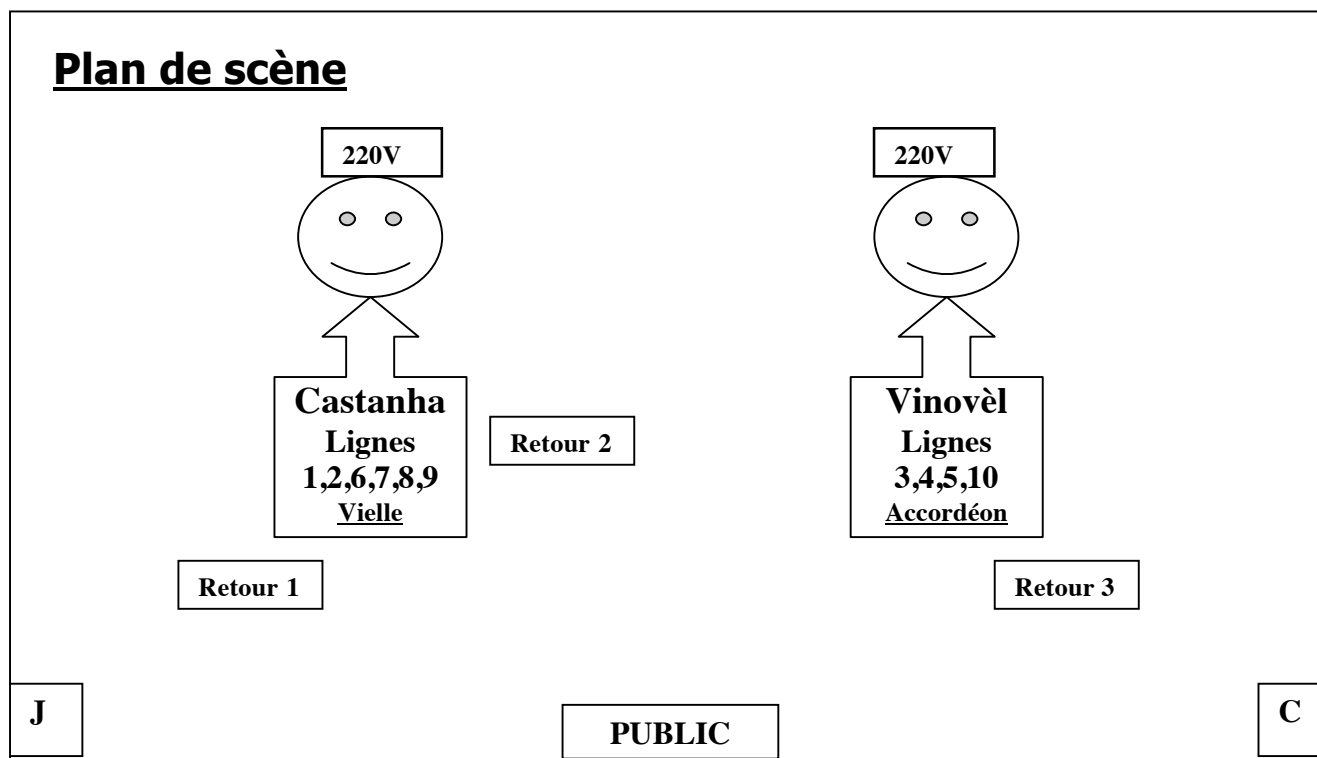 Plan de scène
220V
220V
Castanha
Lignes
1,2,6,7,8,9
Vielle
Retour 2
Vinovèl
Lignes
3,4,5,10
Accordéon
Retour 1
Retour 3
J
PUBLIC
C